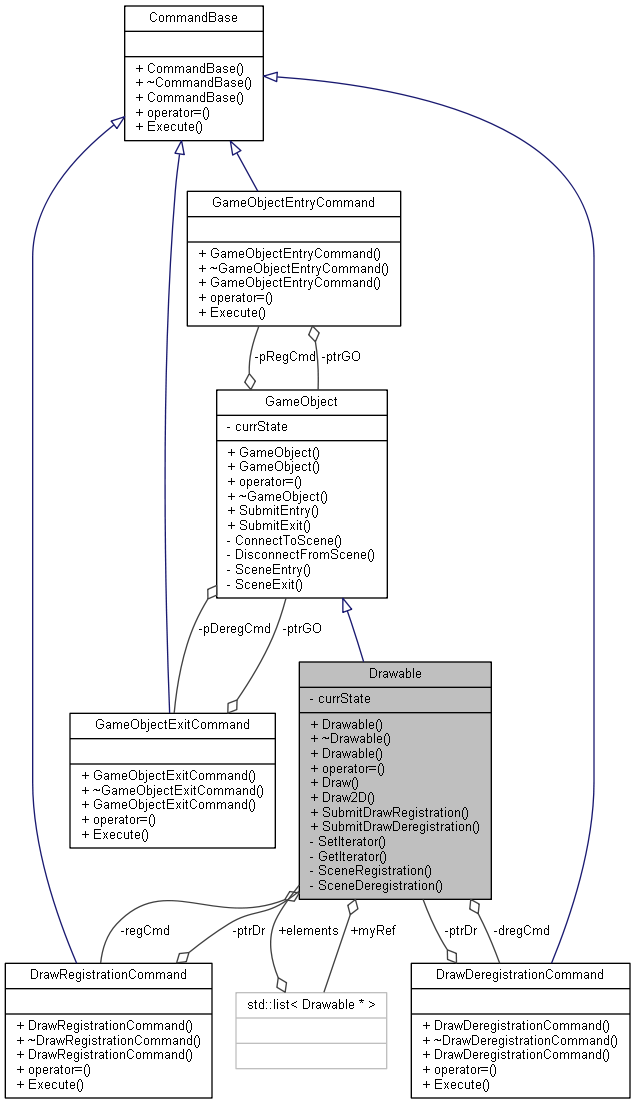 CommandBase
+ CommandBase()
+ ~CommandBase()
+ CommandBase()
+ operator=()
+ Execute()
GameObjectEntryCommand
+ GameObjectEntryCommand()
+ ~GameObjectEntryCommand()
+ GameObjectEntryCommand()
+ operator=()
+ Execute()
-pRegCmd
-ptrGO
GameObject
- currState
+ GameObject()
+ GameObject()
+ operator=()
+ ~GameObject()
+ SubmitEntry()
+ SubmitExit()
- ConnectToScene()
- DisconnectFromScene()
- SceneEntry()
- SceneExit()
-pDeregCmd
-ptrGO
Drawable
- currState
+ Drawable()
+ ~Drawable()
+ Drawable()
+ operator=()
+ Draw()
+ Draw2D()
+ SubmitDrawRegistration()
+ SubmitDrawDeregistration()
- SetIterator()
- GetIterator()
- SceneRegistration()
- SceneDeregistration()
GameObjectExitCommand
+ GameObjectExitCommand()
+ ~GameObjectExitCommand()
+ GameObjectExitCommand()
+ operator=()
+ Execute()
-regCmd
-ptrDr
+elements
+myRef
-ptrDr
-dregCmd
DrawRegistrationCommand
+ DrawRegistrationCommand()
+ ~DrawRegistrationCommand()
+ DrawRegistrationCommand()
+ operator=()
+ Execute()
std::list< Drawable * >
DrawDeregistrationCommand
+ DrawDeregistrationCommand()
+ ~DrawDeregistrationCommand()
+ DrawDeregistrationCommand()
+ operator=()
+ Execute()